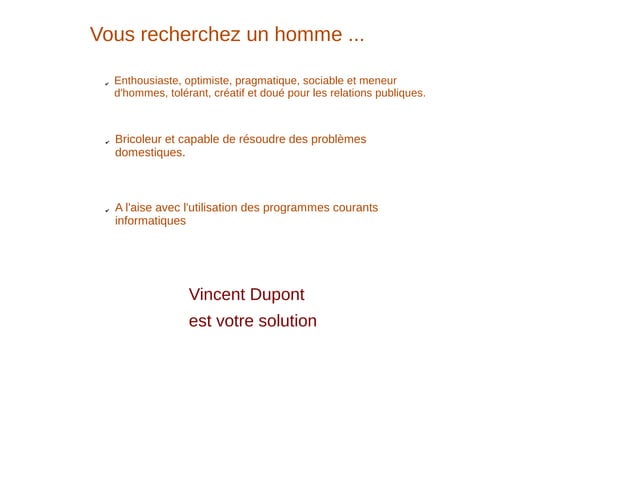 Vous recherchez un homme ...
✔ Enthousiaste, optimiste, pragmatique, sociable et meneur
d'hommes, tolérant, créatif et doué pour les relations publiques.
✔ Bricoleur et capable de résoudre des problèmes
domestiques.
✔ A l'aise avec l'utilisation des programmes courants
informatiques
Vincent Dupont
est votre solution